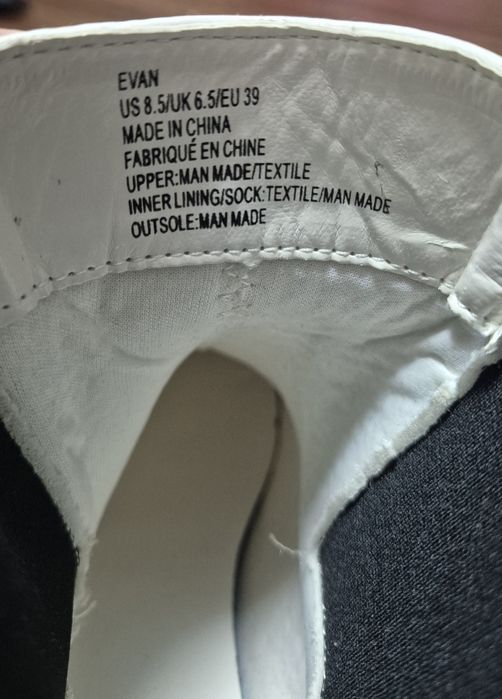 EVAN
US 8.5/UK 6.5/EU 39
MADE IN CHINA
FABRIQUÉ EN CHINE
UPPER:MAN MADE/TEXTILE
INNER LINING/SOCK:TEXTILE/MAN MADE
OUTSOLE:MAN MADE